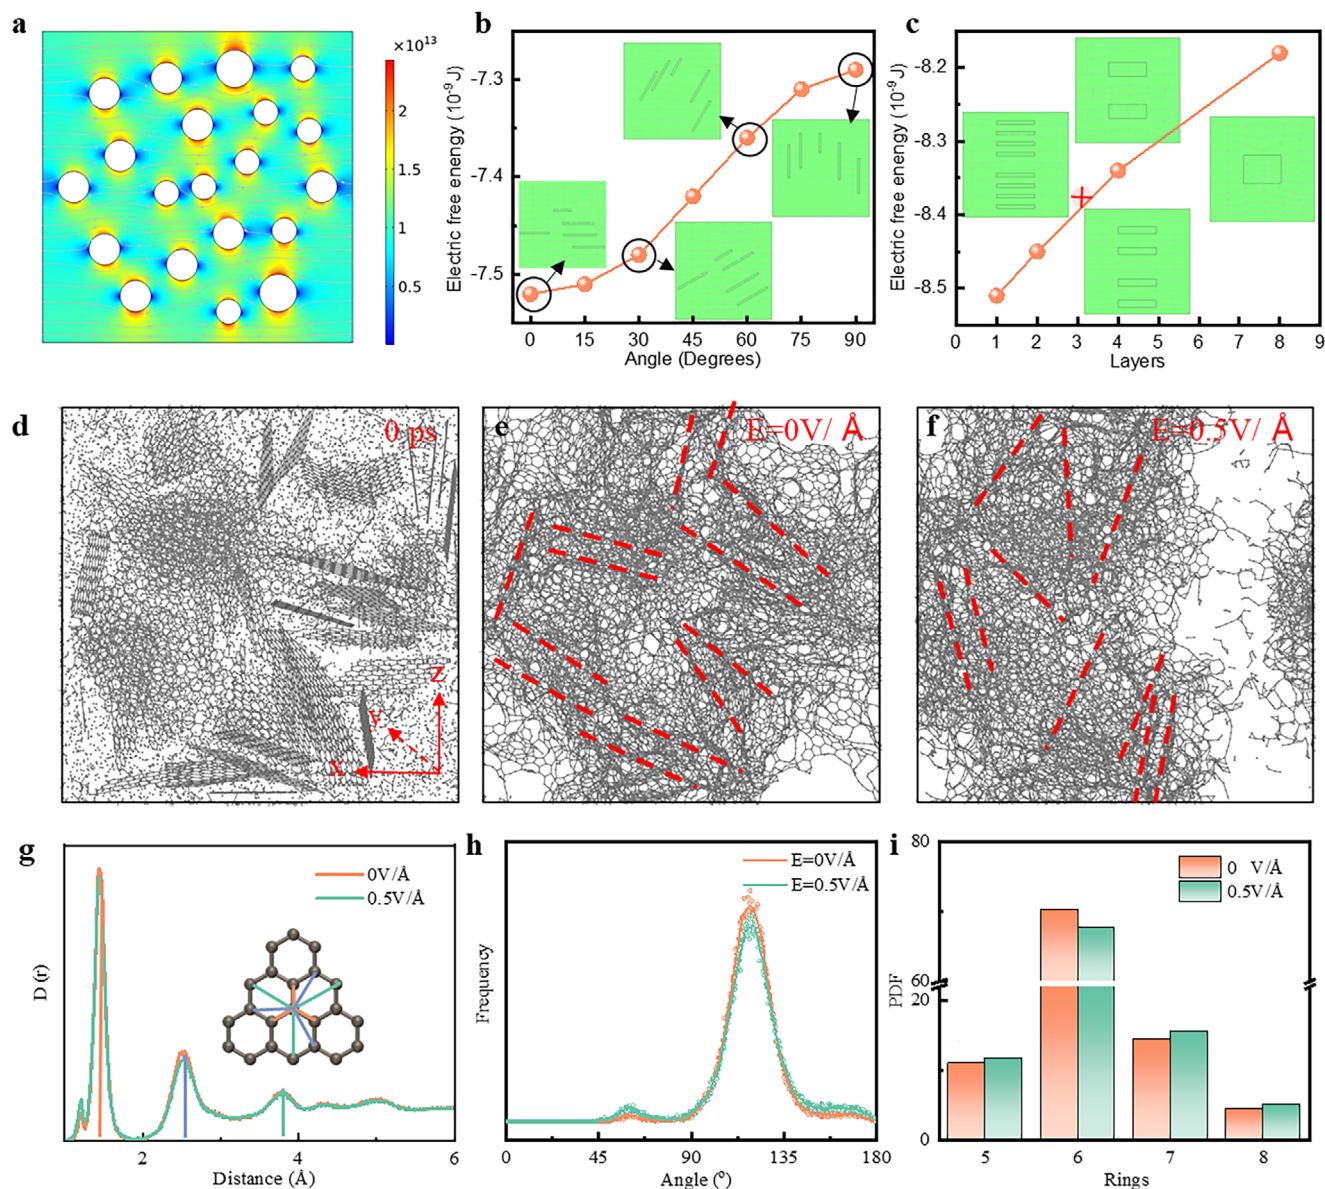 a
×10¹³
2
1.5
1
0.5
b
Electric free energy (10⁻⁹ J)
-7.3
-7.4
-7.5
0 15 30 45 60 75 90
Angle (Degrees)
c
Electric free energy (10⁻⁹ J)
-8.2
-8.3
-8.4
-8.5
0 1 2 3 4 5 6 7 8 9
Layers
d
0 ps
z
y
x
e
E=0V/ Å
f
E=0.5V/ Å
g
0V/Å
0.5V/Å
D (r)
2 4 6
Distance (Å)
h
E=0V/Å
E=0.5V/Å
Frequency
0 45 90 135 180
Angle (°)
i
80
60
20
0
PDF
0 V/Å
0.5V/Å
5 6 7 8
Rings